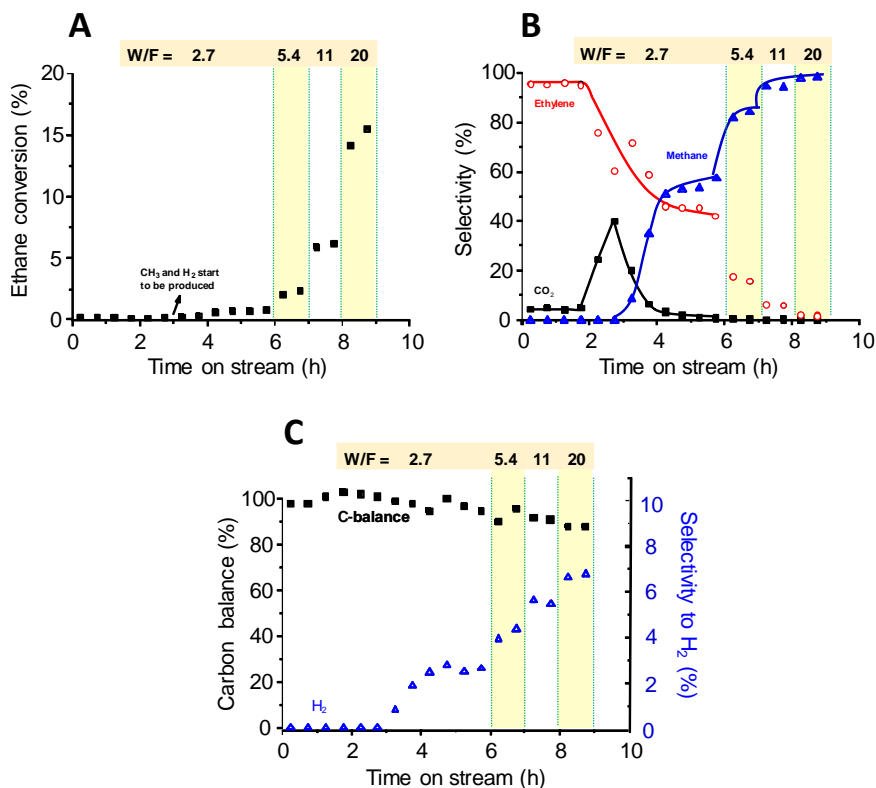 A
W/F = 2.7 5.4 11 20
Ethane conversion (%)
20
15
10
5
0
CH3 and H2 start
to be produced
0 2 4 6 8 10
Time on stream (h)
B
W/F = 2.7 5.4 11 20
Selectivity (%)
100
80
60
40
20
0
Ethylene
Methane
CO2
0 2 4 6 8 10
Time on stream (h)
C
W/F = 2.7 5.4 11 20
Carbon balance (%)
100
80
60
40
20
0
C-balance
H2
Selectivity to H2 (%)
10
8
6
4
2
0
0 2 4 6 8 10
Time on stream (h)